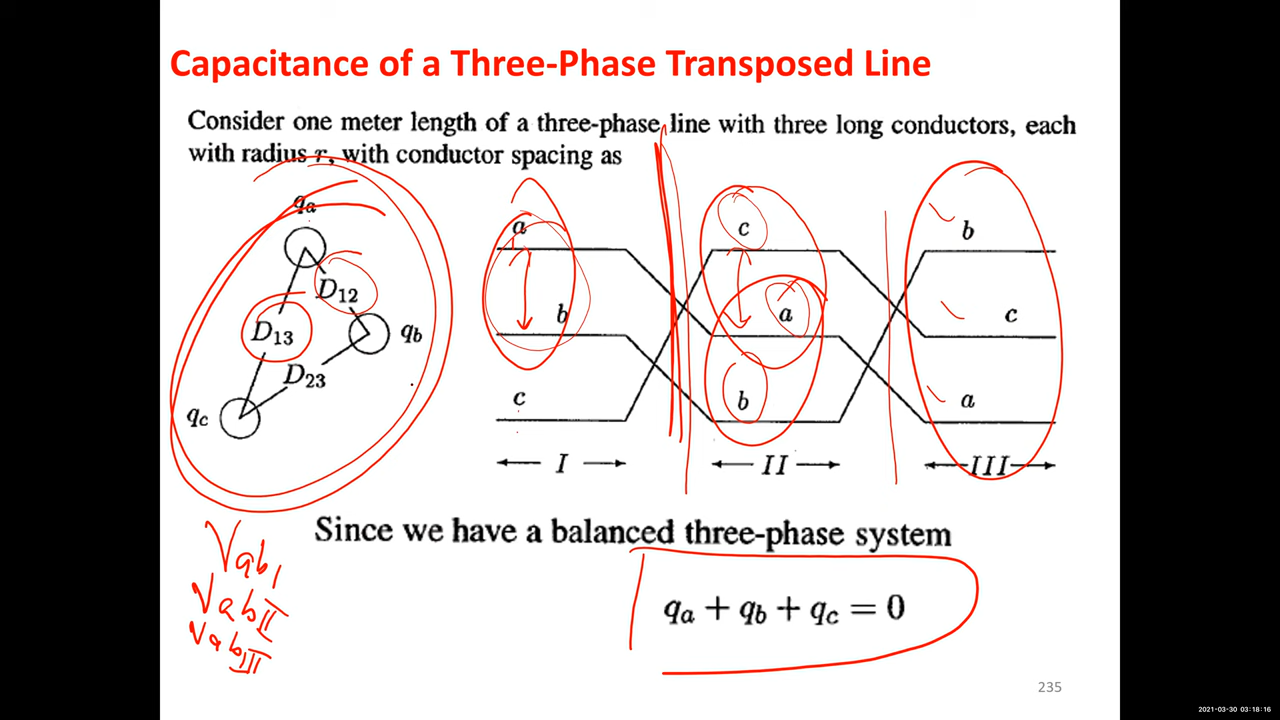 Capacitance of a Three-Phase Transposed Line
Consider one meter length of a three-phase line with three long conductors, each
with radius r, with conductor spacing as
qa
D12
D13
qb
D23
qc
a
b
c
I
c
a
b
II
b
c
a
III
Since we have a balanced three-phase system
qa + qb + qc = 0
Vab I
Vab II
Vab III
235
2021-03-30 03:18:16